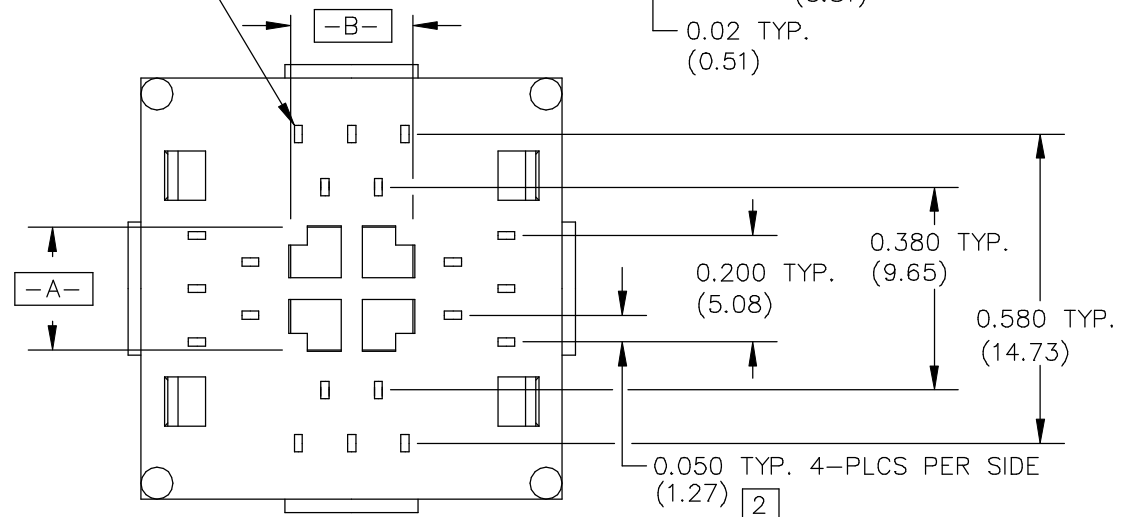 -B-
0.02 TYP.
(0.51)
-A-
0.200 TYP.
(5.08)
0.380 TYP.
(9.65)
0.580 TYP.
(14.73)
0.050 TYP. 4-PLCS PER SIDE
(1.27) 2